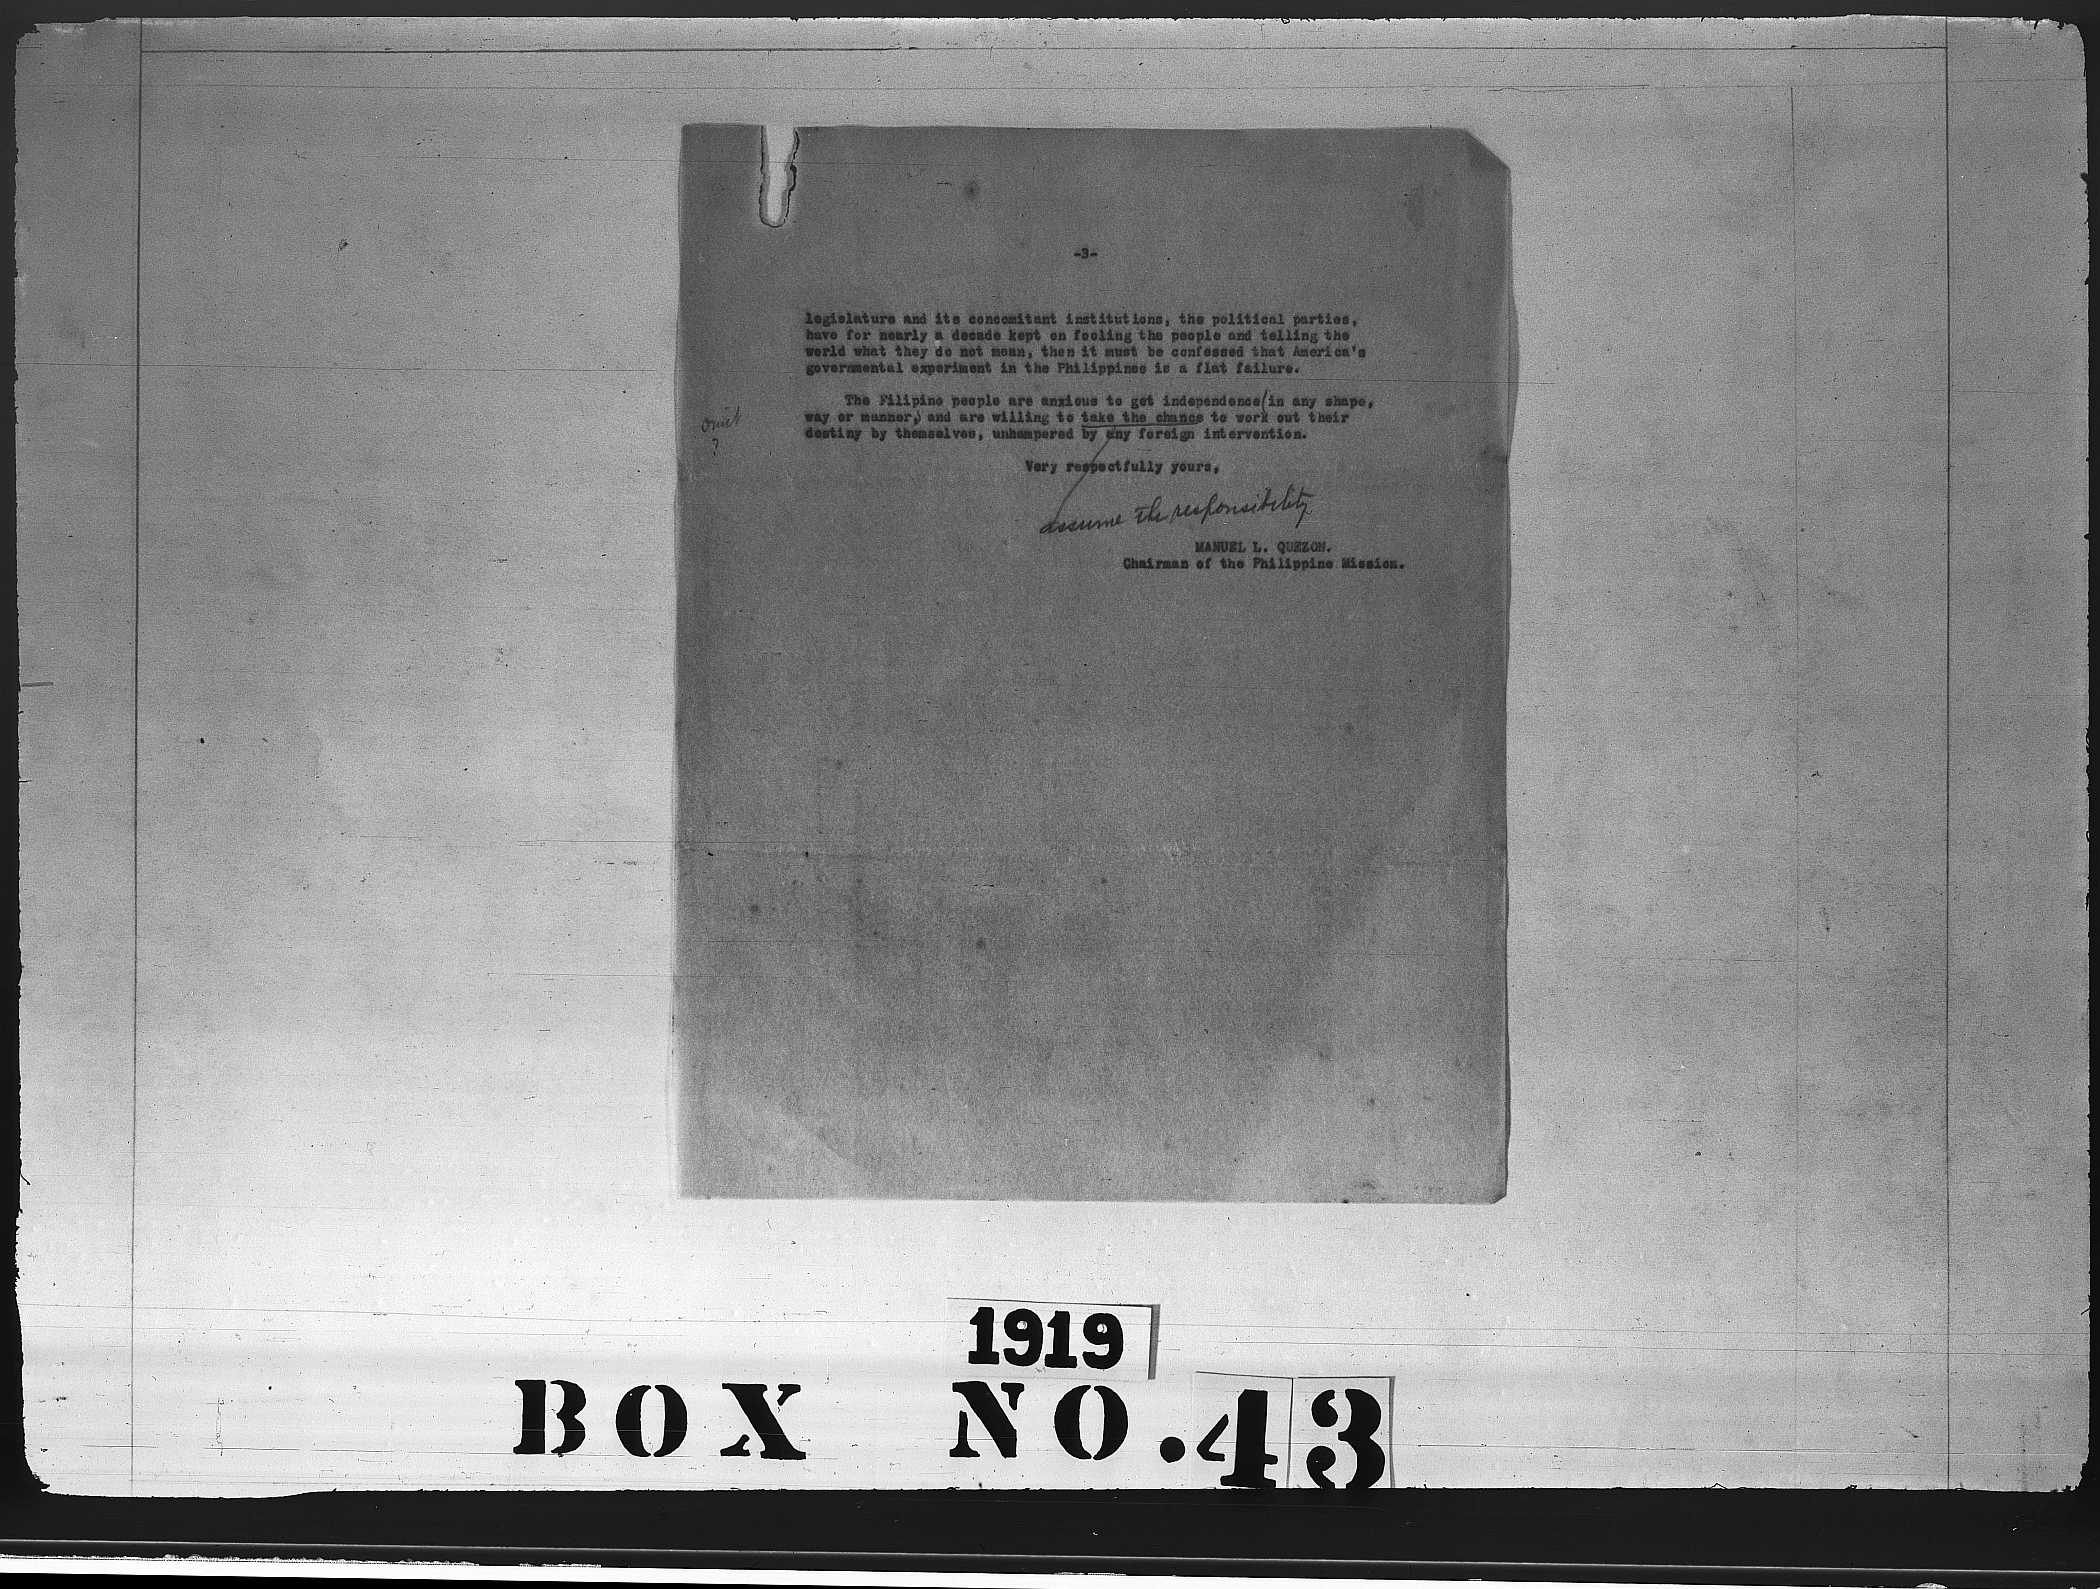 -3-
legislature and its concomitant institutions, the political parties,
have for nearly a decade kept on fooling the people and telling the
world what they do not mean, then it must be confessed that America's
governmental experiment in the Philippines is a flat failure.
The Filipino people are anxious to get independence (in any shape,
way or manner,) and are willing to take the chance to work out their
destiny by themselves, unhampered by any foreign intervention.
omit
?
Very respectfully yours,
assume the responsibility
MANUEL L. QUEZON.
Chairman of the Philippine Mission.
1919
BOX NO. 43